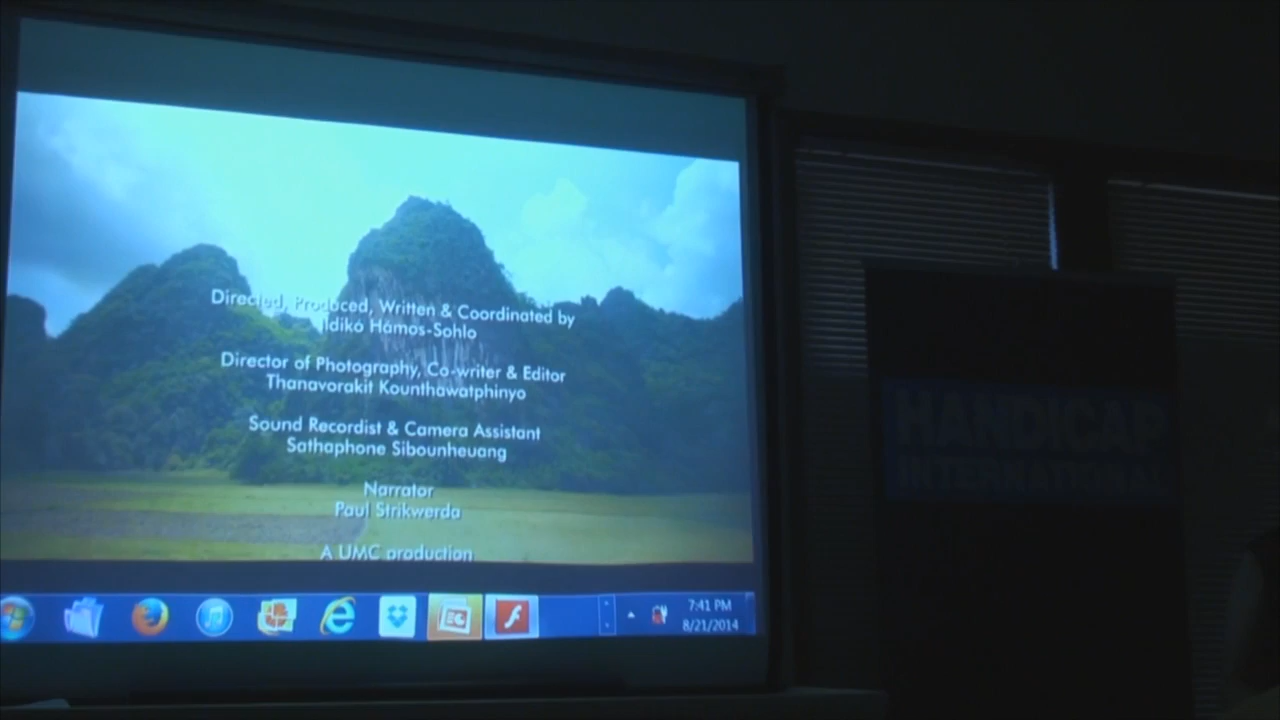 Directed, Produced, Written & Coordinated by
Ildikó Hámos-Sohlo
Director of Photography, Co-writer & Editor
Thanavorakit Kounthawatphinyo
Sound Recordist & Camera Assistant
Sathaphone Sibounheuang
Narrator
Paul Strikwerda
A UMC production
7:41 PM
8/21/2014
HANDICAP
INTERNATIONAL